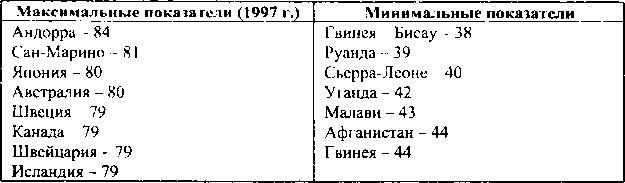 Максимальные показатели (1997 г.)
Андорра - 84
Сан-Марино - 81
Япония – 80
Австралия – 80
Швеция 79
Канада 79
Швейцария - 79
Исландия – 79
Минимальные показатели
Гвинея Бисау - 38
Руанда - 39
Сьерра-Леоне 40
Уганда – 42
Малави – 43
Афганистан – 44
Гвинея – 44